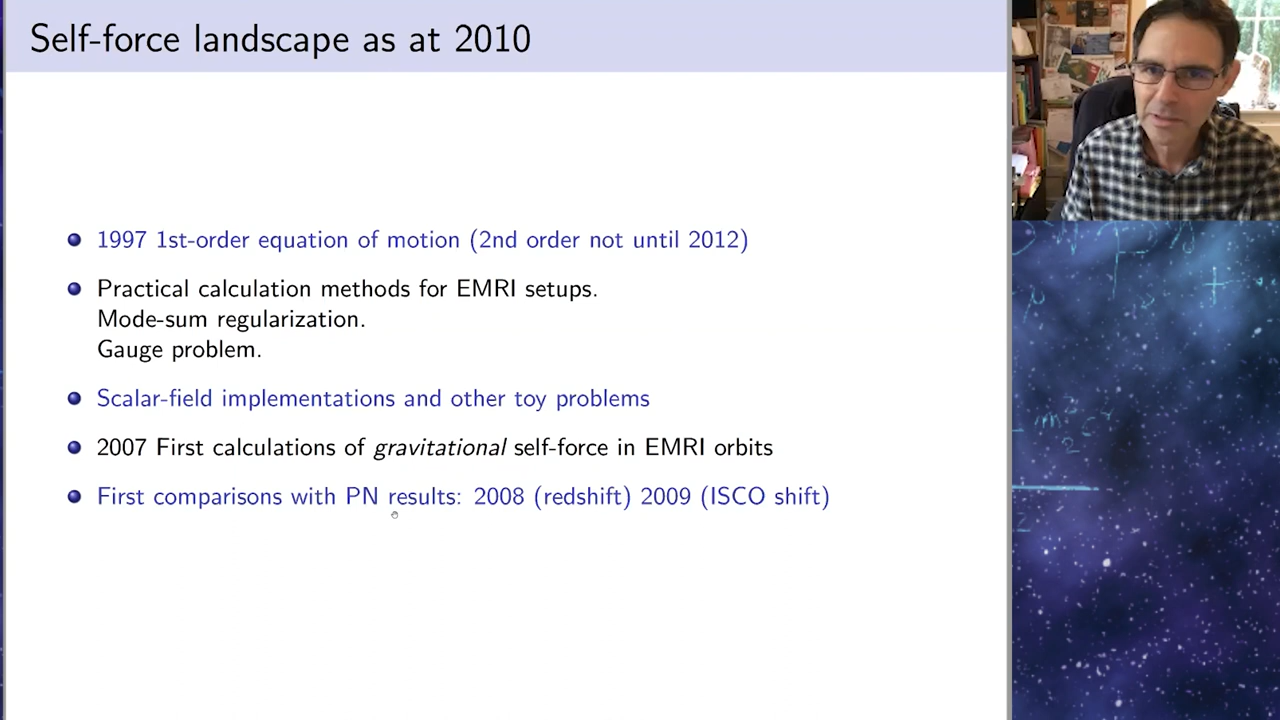 Self-force landscape as at 2010
1997 1st-order equation of motion (2nd order not until 2012)
Practical calculation methods for EMRI setups.
Mode-sum regularization.
Gauge problem.
Scalar-field implementations and other toy problems
2007 First calculations of gravitational self-force in EMRI orbits
First comparisons with PN results: 2008 (redshift) 2009 (ISCO shift)